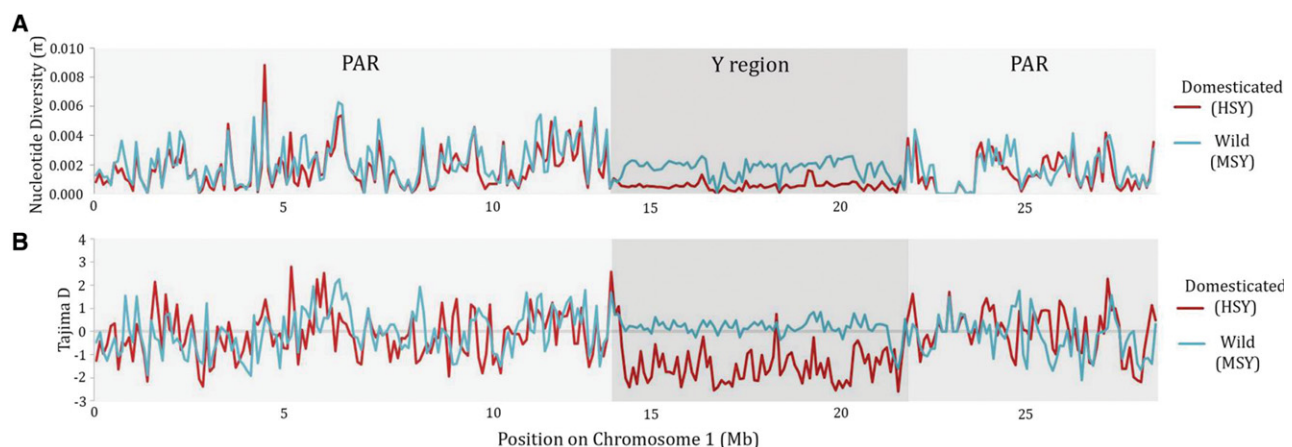 A
Nucleotide Diversity (π)
0.010
0.008
0.006
0.004
0.002
0.000
PAR
Y region
PAR
0
5
10
15
20
25
Domesticated
(HSY)
Wild
(MSY)
B
Tajima D
4
3
2
1
0
-1
-2
-3
0
5
10
15
20
25
Domesticated
(HSY)
Wild
(MSY)
Position on Chromosome 1 (Mb)